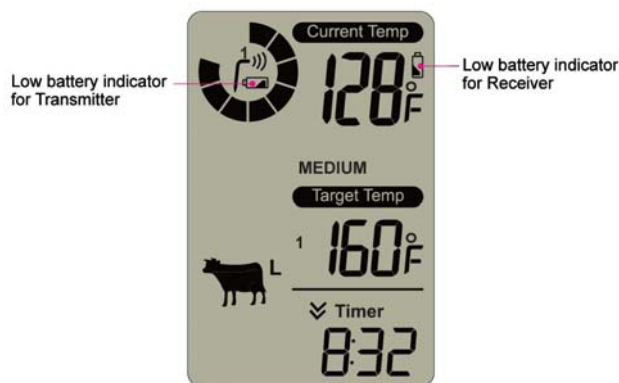 Low battery indicator
for Transmitter
1
Current Temp
128°F
Low battery indicator
for Receiver
MEDIUM
Target Temp
1 160°F
L
Timer
8:32